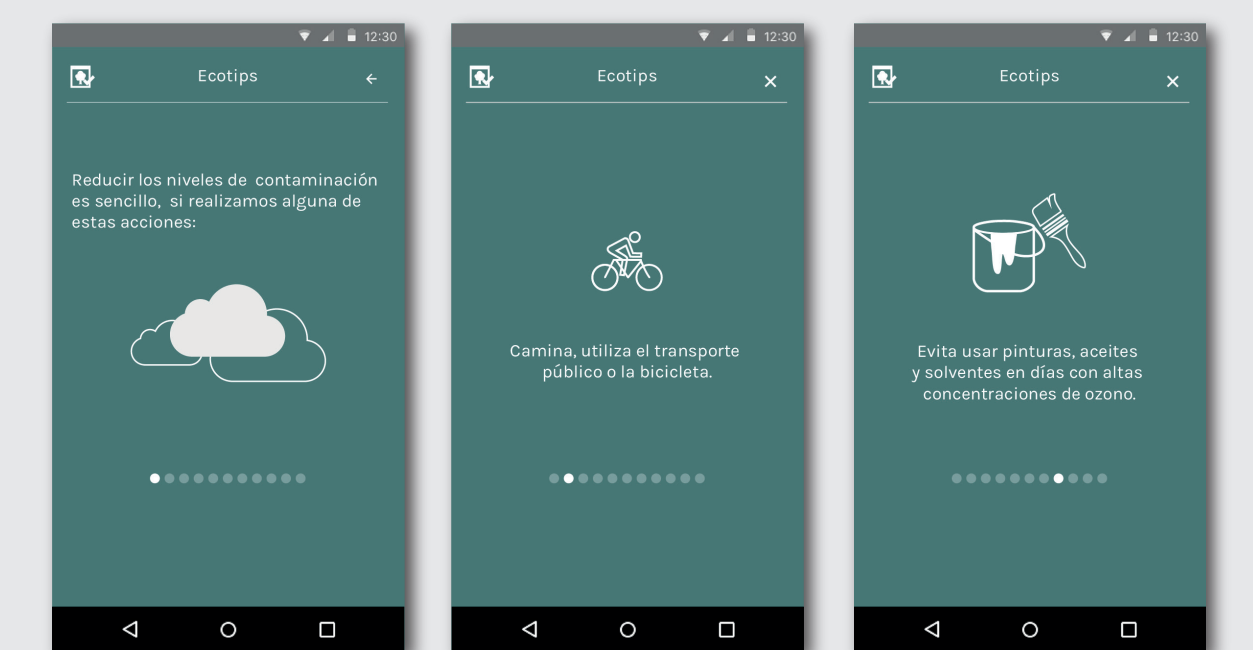 12:30
Ecotips
Reducir los niveles de contaminación
es sencillo, si realizamos alguna de
estas acciones:
12:30
Ecotips
Camina, utiliza el transporte
público o la bicicleta.
12:30
Ecotips
Evita usar pinturas, aceites
y solventes en días con altas
concentraciones de ozono.